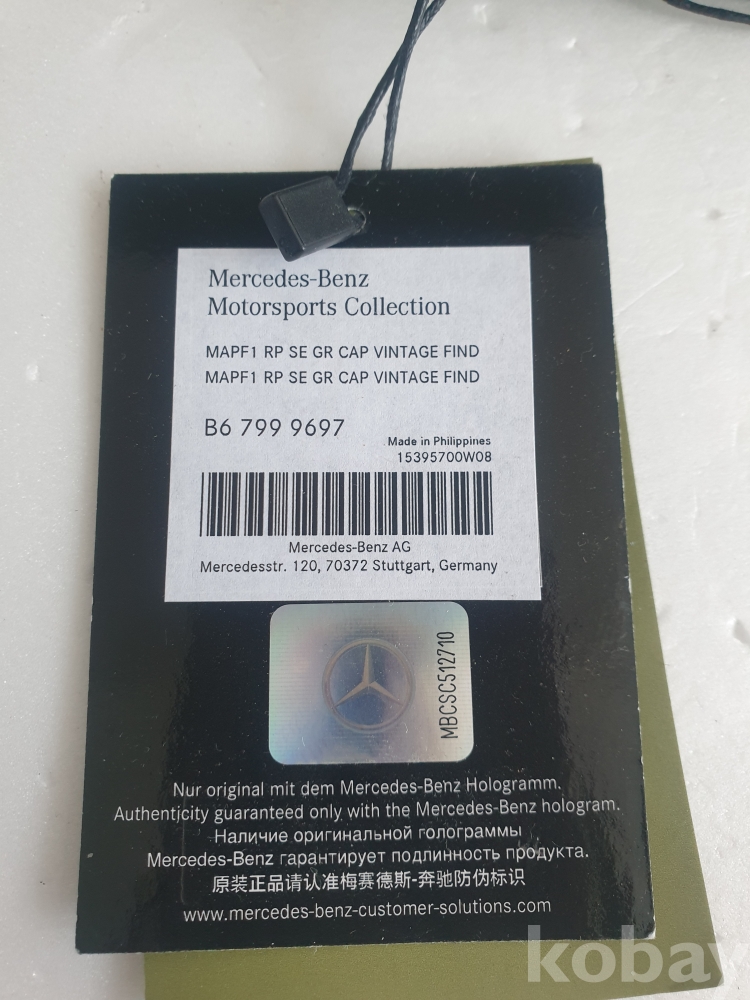 Mercedes-Benz
Motorsports Collection
MAPF1 RP SE GR CAP VINTAGE FIND
MAPF1 RP SE GR CAP VINTAGE FIND
B6 799 9697
Made in Philippines
15395700W08
Mercedes-Benz AG
Mercedesstr. 120, 70372 Stuttgart, Germany
MBCSC512710
Nur original mit dem Mercedes-Benz Hologramm.
Authenticity guaranteed only with the Mercedes-Benz hologram.
Наличие оригинальной голограммы
Mercedes-Benz гарантирует подлинность продукта.
原装正品请认准梅赛德斯-奔驰防伪标识
www.mercedes-benz-customer-solutions.com
kobay